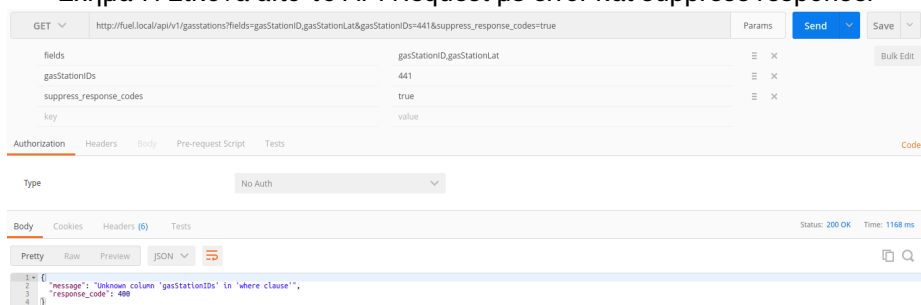 GET http://fuel.local/api/v1/gasstations?fields=gasStationID,gasStationLat&gasStationIDs=441&suppress_response_codes=true Params Send Save
fields gasStationID,gasStationLat Bulk Edit
gasStationIDs 441
suppress_response_codes true
key value
Authorization Headers Body Pre-request Script Tests Code
Type No Auth
Body Cookies Headers (6) Tests Status: 200 OK Time: 1168 ms
Pretty Raw Preview JSON
1 {
2 "message": "Unknown column 'gasStationIDs' in 'where clause'",
3 "response_code": 400
4 }